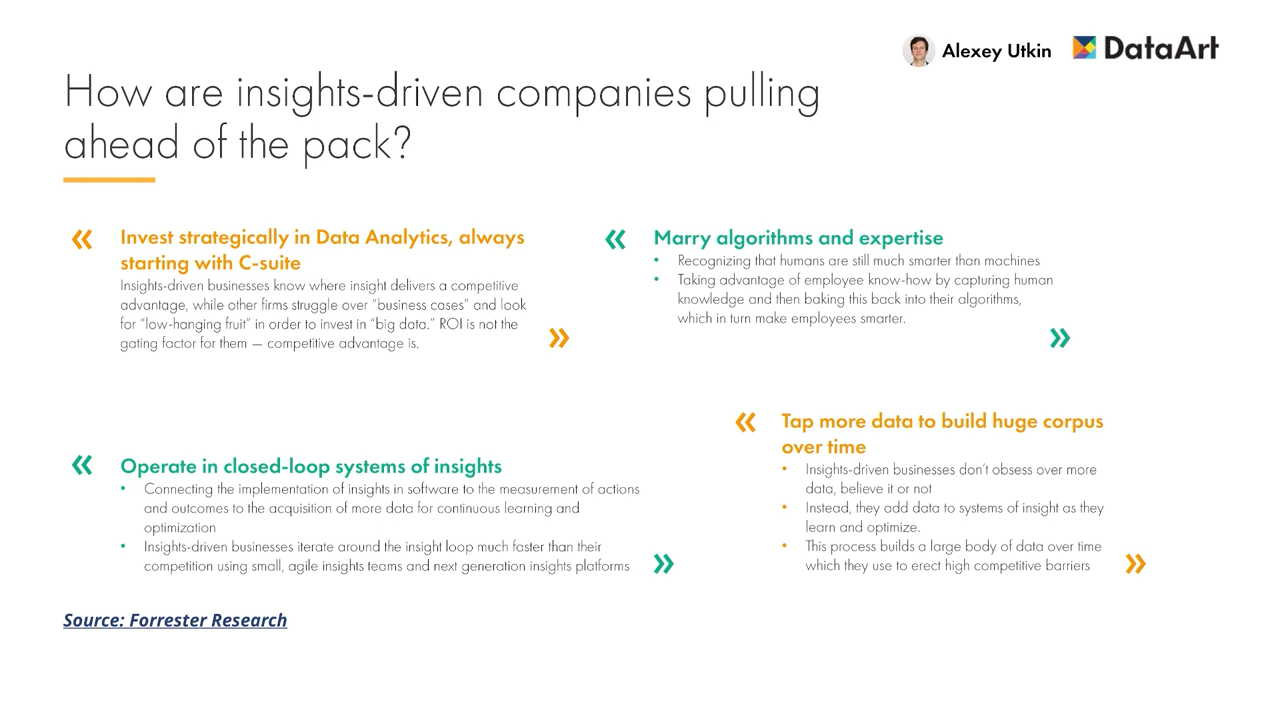 Alexey Utkin
DataArt
How are insights-driven companies pulling
ahead of the pack?
«
Invest strategically in Data Analytics, always
starting with C-suite
Insights-driven businesses know where insight delivers a competitive
advantage, while other firms struggle over “business cases” and look
for “low-hanging fruit” in order to invest in “big data.” ROI is not the
gating factor for them — competitive advantage is.
»
«
Marry algorithms and expertise
• Recognizing that humans are still much smarter than machines
• Taking advantage of employee know-how by capturing human
knowledge and then baking this back into their algorithms,
which in turn make employees smarter.
»
«
Operate in closed-loop systems of insights
• Connecting the implementation of insights in software to the measurement of actions
and outcomes to the acquisition of more data for continuous learning and
optimization
• Insights-driven businesses iterate around the insight loop much faster than their
competition using small, agile insights teams and next generation insights platforms
»
«
Tap more data to build huge corpus
over time
• Insights-driven businesses don’t obsess over more
data, believe it or not
• Instead, they add data to systems of insight as they
learn and optimize.
• This process builds a large body of data over time
which they use to erect high competitive barriers
»
Source: Forrester Research